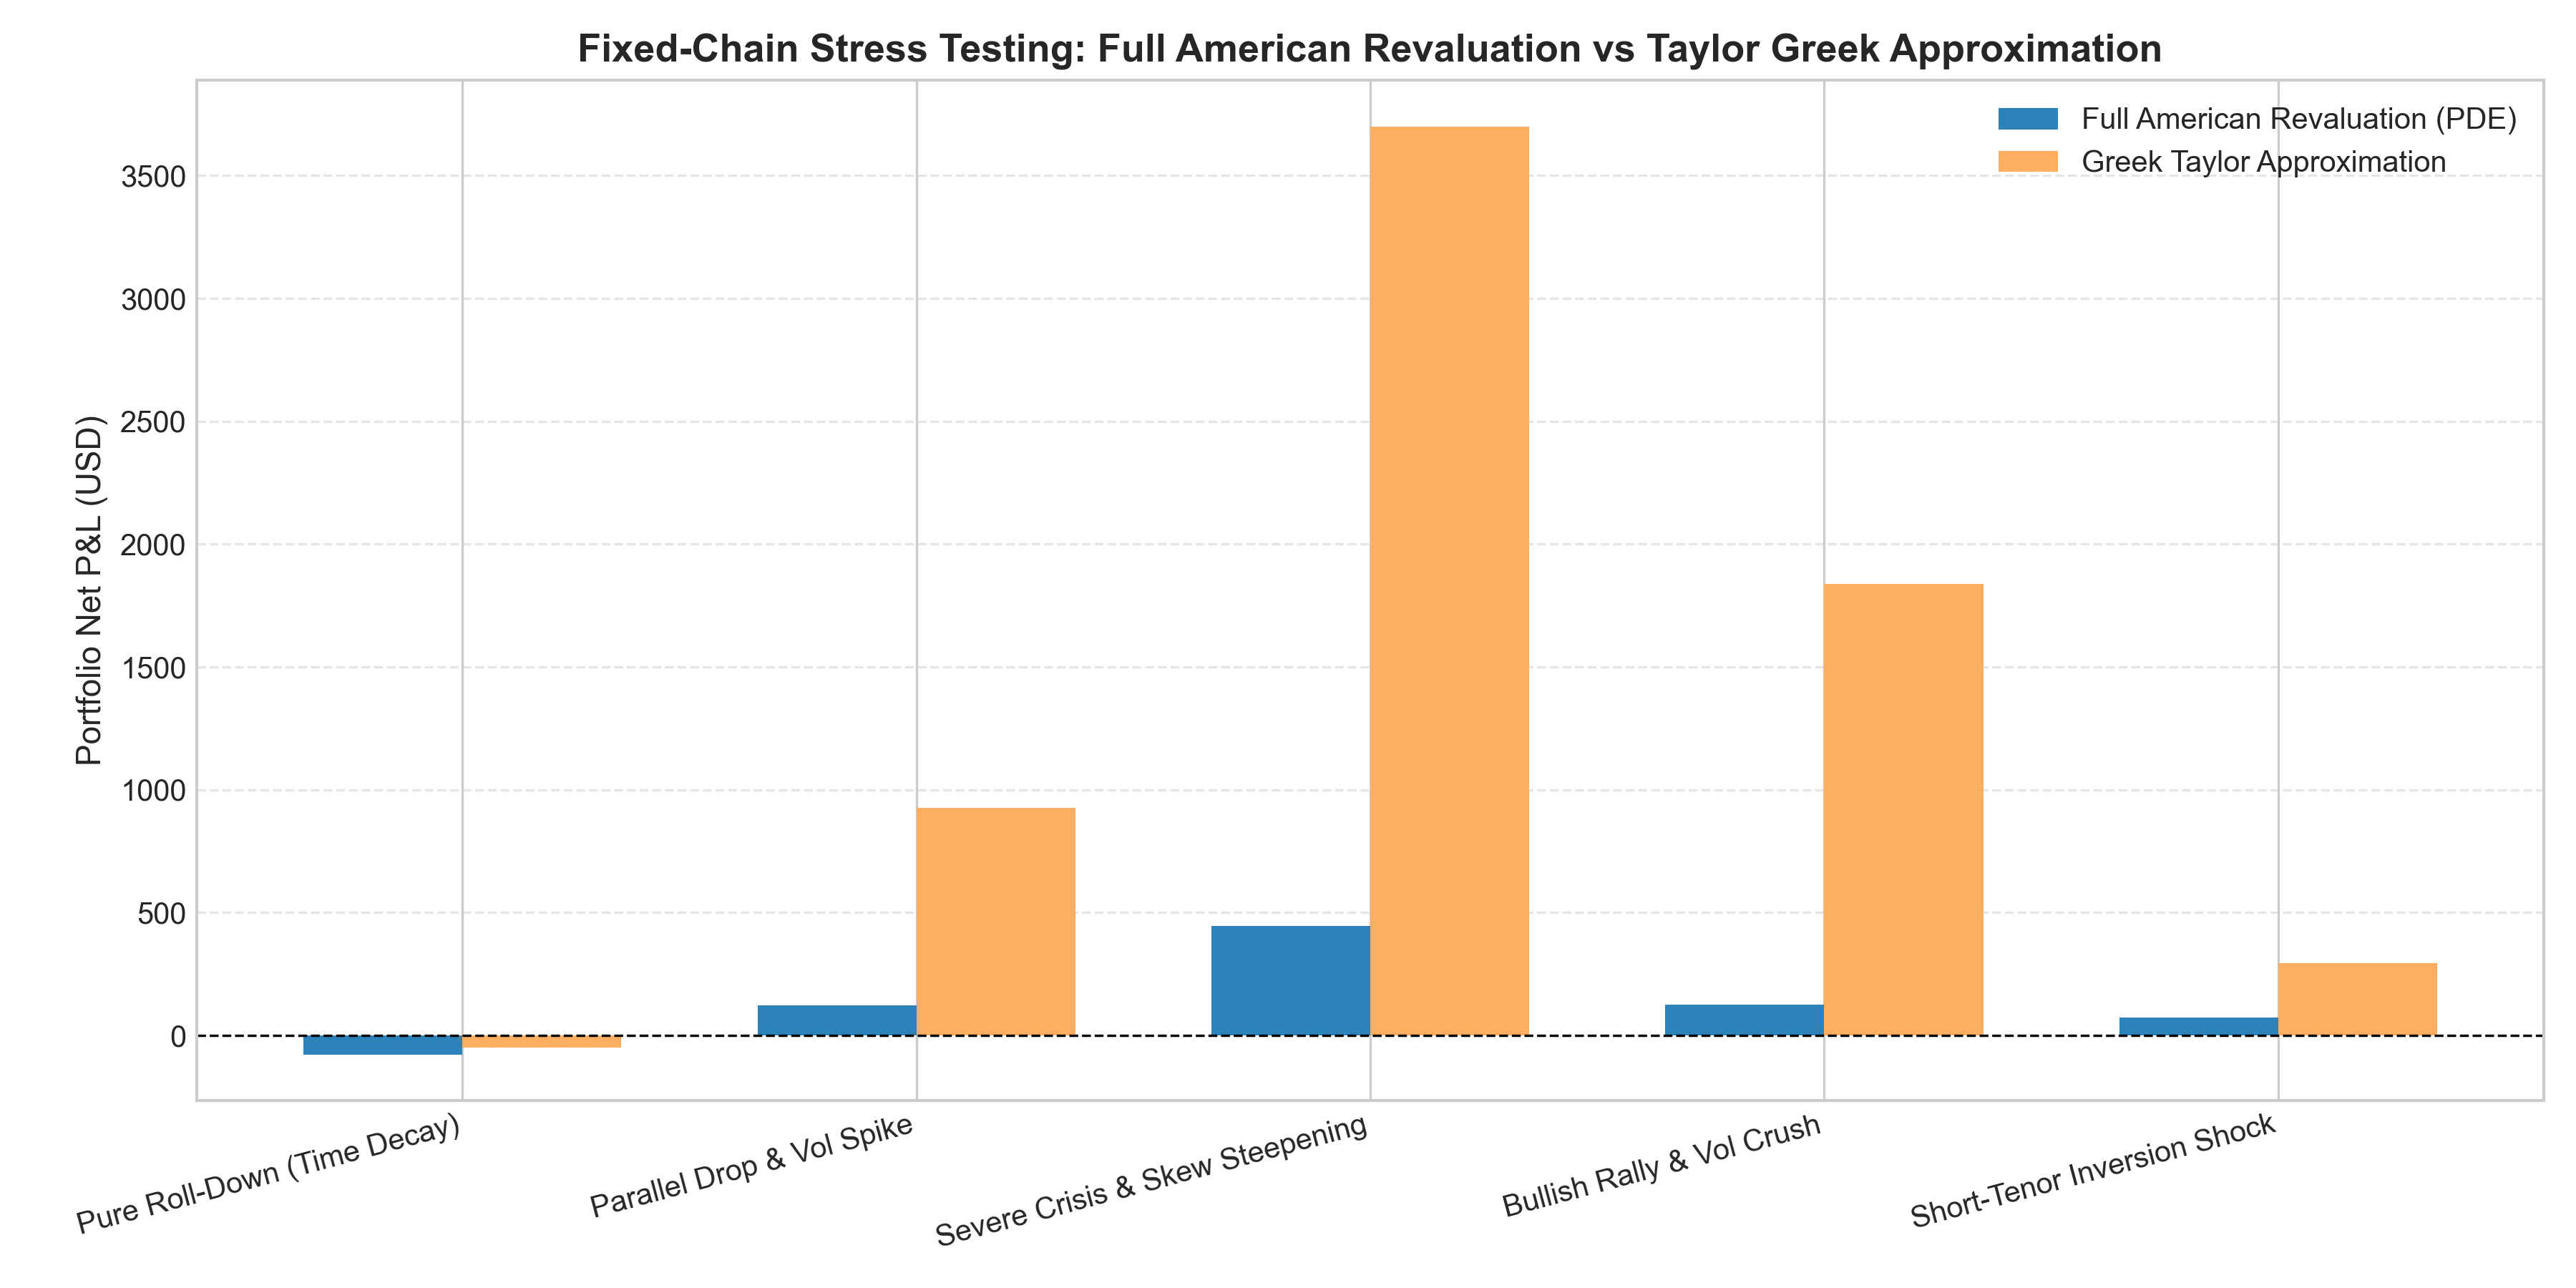 Fixed-Chain Stress Testing: Full American Revaluation vs Taylor Greek Approximation
Full American Revaluation (PDE)
Greek Taylor Approximation
Portfolio Net P&L (USD)
3500
3000
2500
2000
1500
1000
500
0
Pure Roll-Down (Time Decay)
Parallel Drop & Vol Spike
Severe Crisis & Skew Steepening
Bullish Rally & Vol Crush
Short-Tenor Inversion Shock